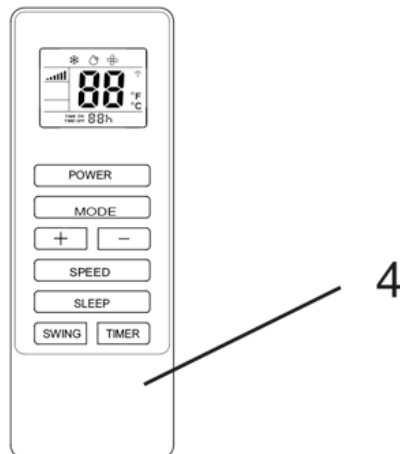 88
°F
°C
TIME ON
TIME OFF 88h
POWER
MODE
+ -
SPEED
SLEEP
SWING TIMER
4